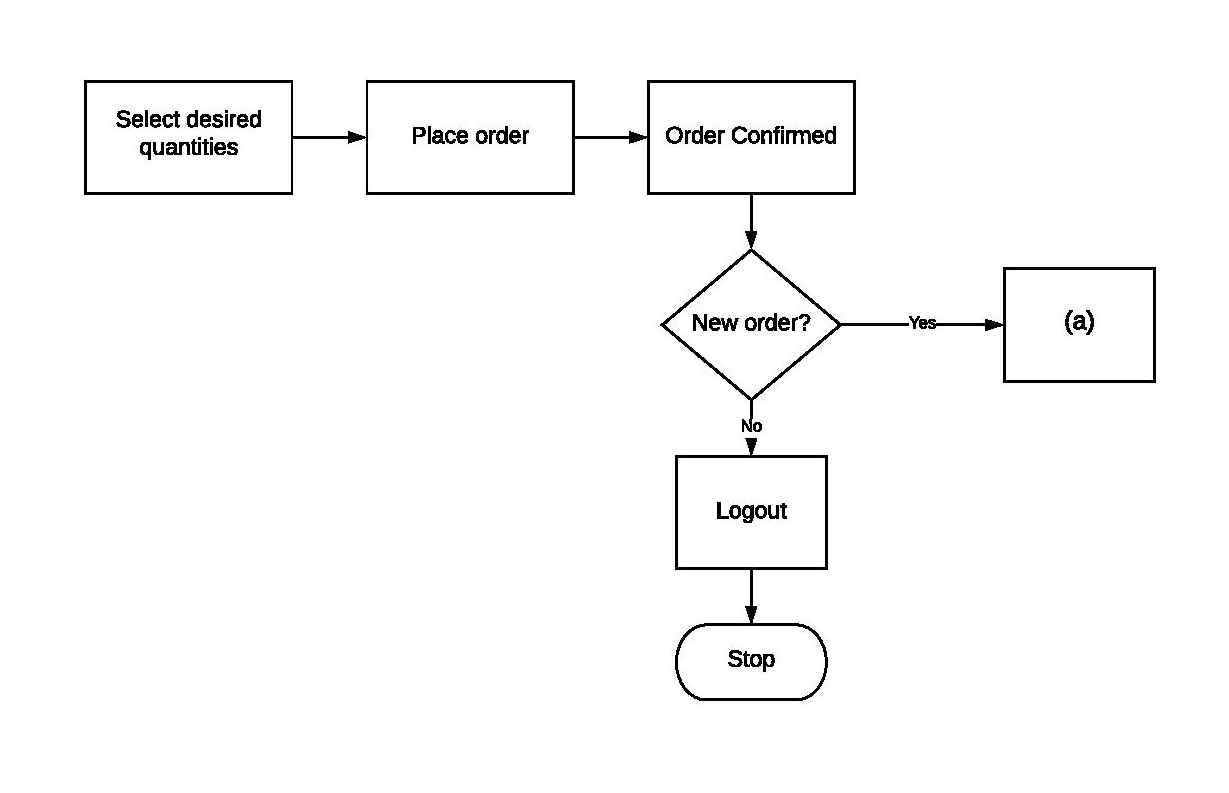 Select desired
quantities
Place order
Order Confirmed
New order?
Yes
(a)
No
Logout
Stop